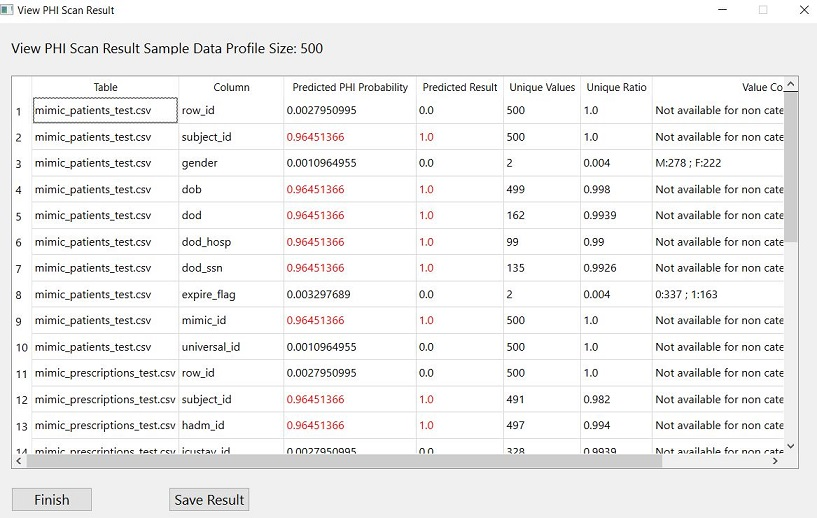 View PHI Scan Result
View PHI Scan Result Sample Data Profile Size: 500
Table Column Predicted PHI Probability Predicted Result Unique Values Unique Ratio Value Co
1 mimic_patients_test.csv row_id 0.0027950995 0.0 500 1.0 Not available for non cate
2 mimic_patients_test.csv subject_id 0.96451366 1.0 500 1.0 Not available for non cate
3 mimic_patients_test.csv gender 0.0010964955 0.0 2 0.004 M:278 ; F:222
4 mimic_patients_test.csv dob 0.96451366 1.0 499 0.998 Not available for non cate
5 mimic_patients_test.csv dod 0.96451366 1.0 162 0.9939 Not available for non cate
6 mimic_patients_test.csv dod_hosp 0.96451366 1.0 99 0.99 Not available for non cate
7 mimic_patients_test.csv dod_ssn 0.96451366 1.0 135 0.9926 Not available for non cate
8 mimic_patients_test.csv expire_flag 0.003297689 0.0 2 0.004 0:337 ; 1:163
9 mimic_patients_test.csv mimic_id 0.96451366 1.0 500 1.0 Not available for non cate
10 mimic_patients_test.csv universal_id 0.0010964955 0.0 500 1.0 Not available for non cate
11 mimic_prescriptions_test.csv row_id 0.0027950995 0.0 500 1.0 Not available for non cate
12 mimic_prescriptions_test.csv subject_id 0.96451366 1.0 491 0.982 Not available for non cate
13 mimic_prescriptions_test.csv hadm_id 0.96451366 1.0 497 0.994 Not available for non cate
14 mimic_prescriptions_test.csv icustay_id 0.0027950995 0.0 328 0.9939 Not available for non cate
Finish Save Result